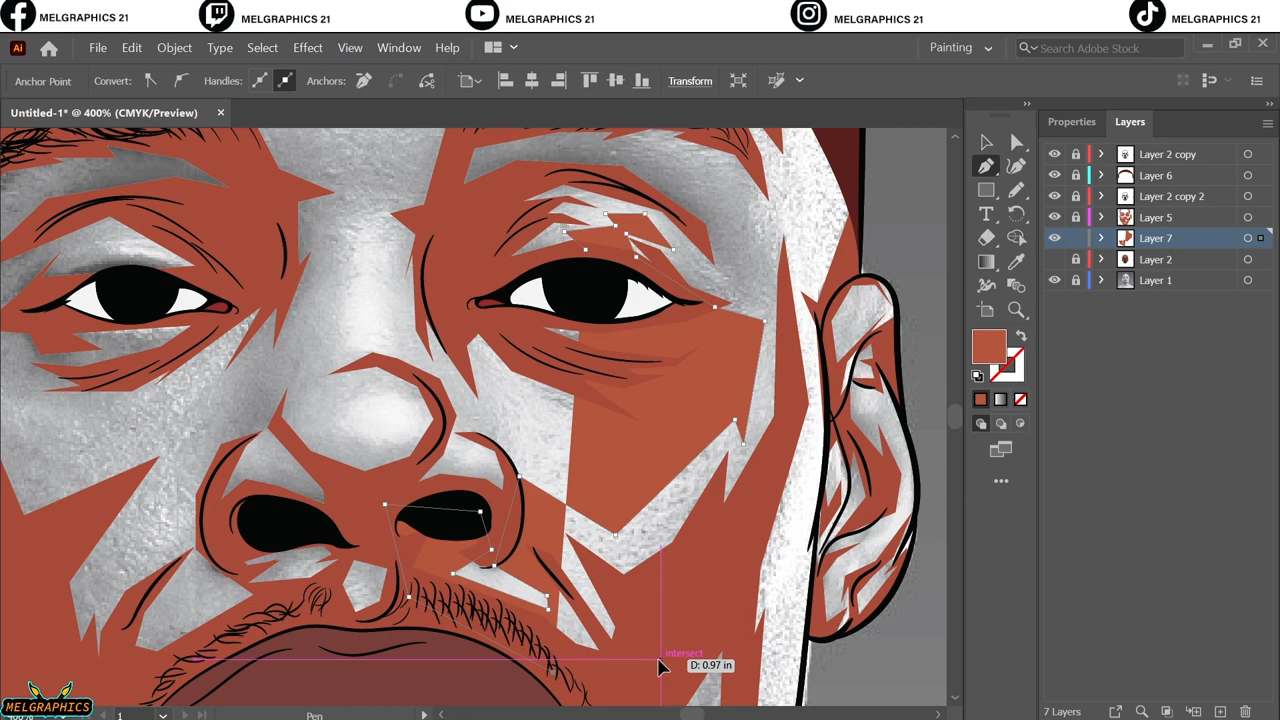 MELGRAPHICS 21 MELGRAPHICS 21 MELGRAPHICS 21 MELGRAPHICS 21 MELGRAPHICS 21
Ai File Edit Object Type Select Effect View Window Help Painting Search Adobe Stock
Anchor Point Convert: Handles: Anchors: Transform
Untitled-1* @ 400% (CMYK/Preview)
Properties Layers
Layer 2 copy
Layer 6
Layer 2 copy 2
Layer 5
Layer 7
Layer 2
Layer 1
intersect
D: 0.97 in
MELGRAPHICS
1 Pen 7 Layers